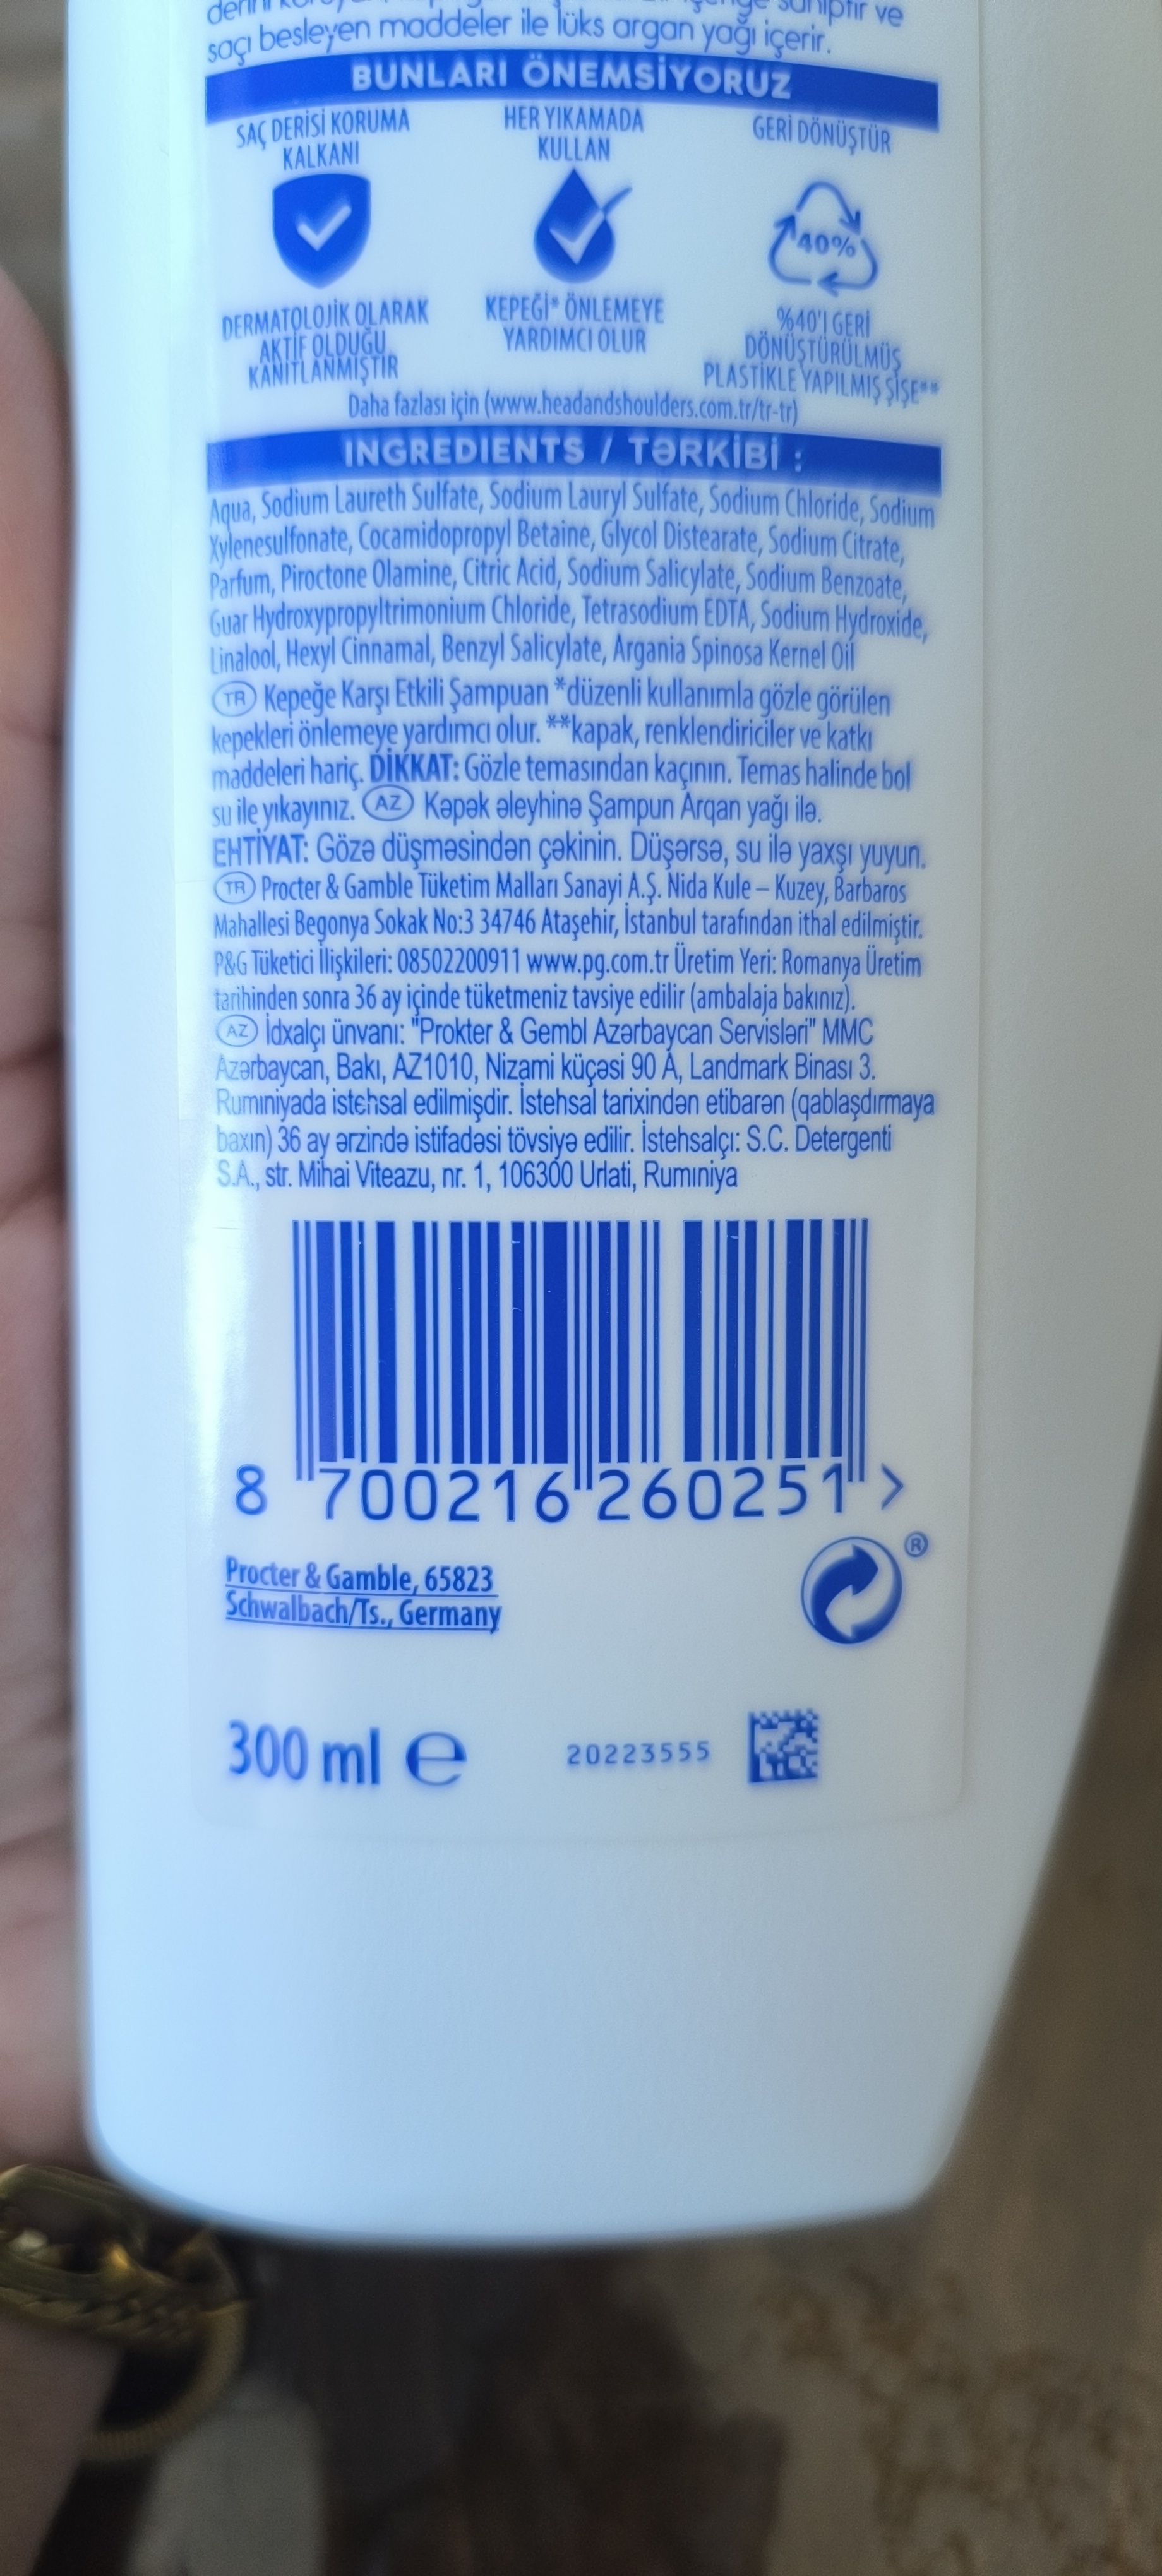 sahiptir ve
saçı besleyen maddeler ile lüks argan yağı içerir.
BUNLARI ÖNEMSİYORUZ
SAÇ DERİSİ KORUMA
KALKANI
DERMATOLOJİK OLARAK
AKTİF OLDUĞU
KANITLANMIŞTIR
HER YIKAMADA
KULLAN
KEPEĞİ* ÖNLEMEYE
YARDIMCI OLUR
GERİ DÖNÜŞTÜR
40%
%40'I GERİ
DÖNÜŞTÜRÜLMÜŞ
PLASTİKLE YAPILMIŞ ŞİŞE**
Daha fazlası için (www.headandshoulders.com.tr/tr-tr)
INGREDIENTS / TƏRKİBİ :
Aqua, Sodium Laureth Sulfate, Sodium Lauryl Sulfate, Sodium Chloride, Sodium
Xylenesulfonate, Cocamidopropyl Betaine, Glycol Distearate, Sodium Citrate,
Parfum, Piroctone Olamine, Citric Acid, Sodium Salicylate, Sodium Benzoate,
Guar Hydroxypropyltrimonium Chloride, Tetrasodium EDTA, Sodium Hydroxide,
Linalool, Hexyl Cinnamal, Benzyl Salicylate, Argania Spinosa Kernel Oil
TR Kepeğe Karşı Etkili Şampuan *düzenli kullanımla gözle görülen
kepekleri önlemeye yardımcı olur. **kapak, renklendiriciler ve katkı
maddeleri hariç. DİKKAT: Gözle temasından kaçının. Temas halinde bol
su ile yıkayınız. AZ Kəpək əleyhinə Şampun Arqan yağı ilə.
EHTİYAT: Gözə düşməsindən çəkinin. Düşərsə, su ilə yaxşı yuyun.
TR Procter & Gamble Tüketim Malları Sanayi A.Ş. Nida Kule – Kuzey, Barbaros
Mahallesi Begonya Sokak No:3 34746 Ataşehir, İstanbul tarafından ithal edilmiştir.
P&G Tüketici İlişkileri: 08502200911 www.pg.com.tr Üretim Yeri: Romanya Üretim
tarihinden sonra 36 ay içinde tüketmeniz tavsiye edilir (ambalaja bakınız).
AZ İdxalçı ünvanı: "Prokter & Gembl Azərbaycan Servisləri" MMC
Azərbaycan, Bakı, AZ1010, Nizami küçəsi 90 A, Landmark Binası 3.
Rumıniyada istehsal edilmişdir. İstehsal tarixindən etibarən (qablaşdırmaya
baxın) 36 ay ərzində istifadəsi tövsiyə edilir. İstehsalçı: S.C. Detergenti
S.A., str. Mihai Viteazu, nr. 1, 106300 Urlati, Rumıniya
8 700216 260251 >
Procter & Gamble, 65823
Schwalbach/Ts., Germany
®
300 ml e
20223555